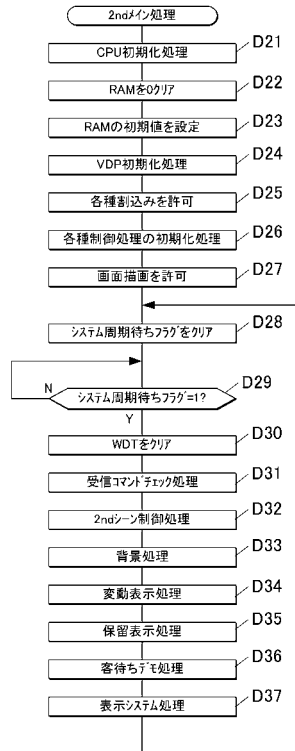 2ndメイン処理
CPU初期化処理 D21
RAMを0クリア D22
RAMの初期値を設定 D23
VDP初期化処理 D24
各種割込みを許可 D25
各種制御処理の初期化処理 D26
画面描画を許可 D27
システム周期待ちフラグをクリア D28
システム周期待ちフラグ=1? D29
N
Y
WDTをクリア D30
受信コマンドチェック処理 D31
2ndシーン制御処理 D32
背景処理 D33
変動表示処理 D34
保留表示処理 D35
客待ちデモ処理 D36
表示システム処理 D37